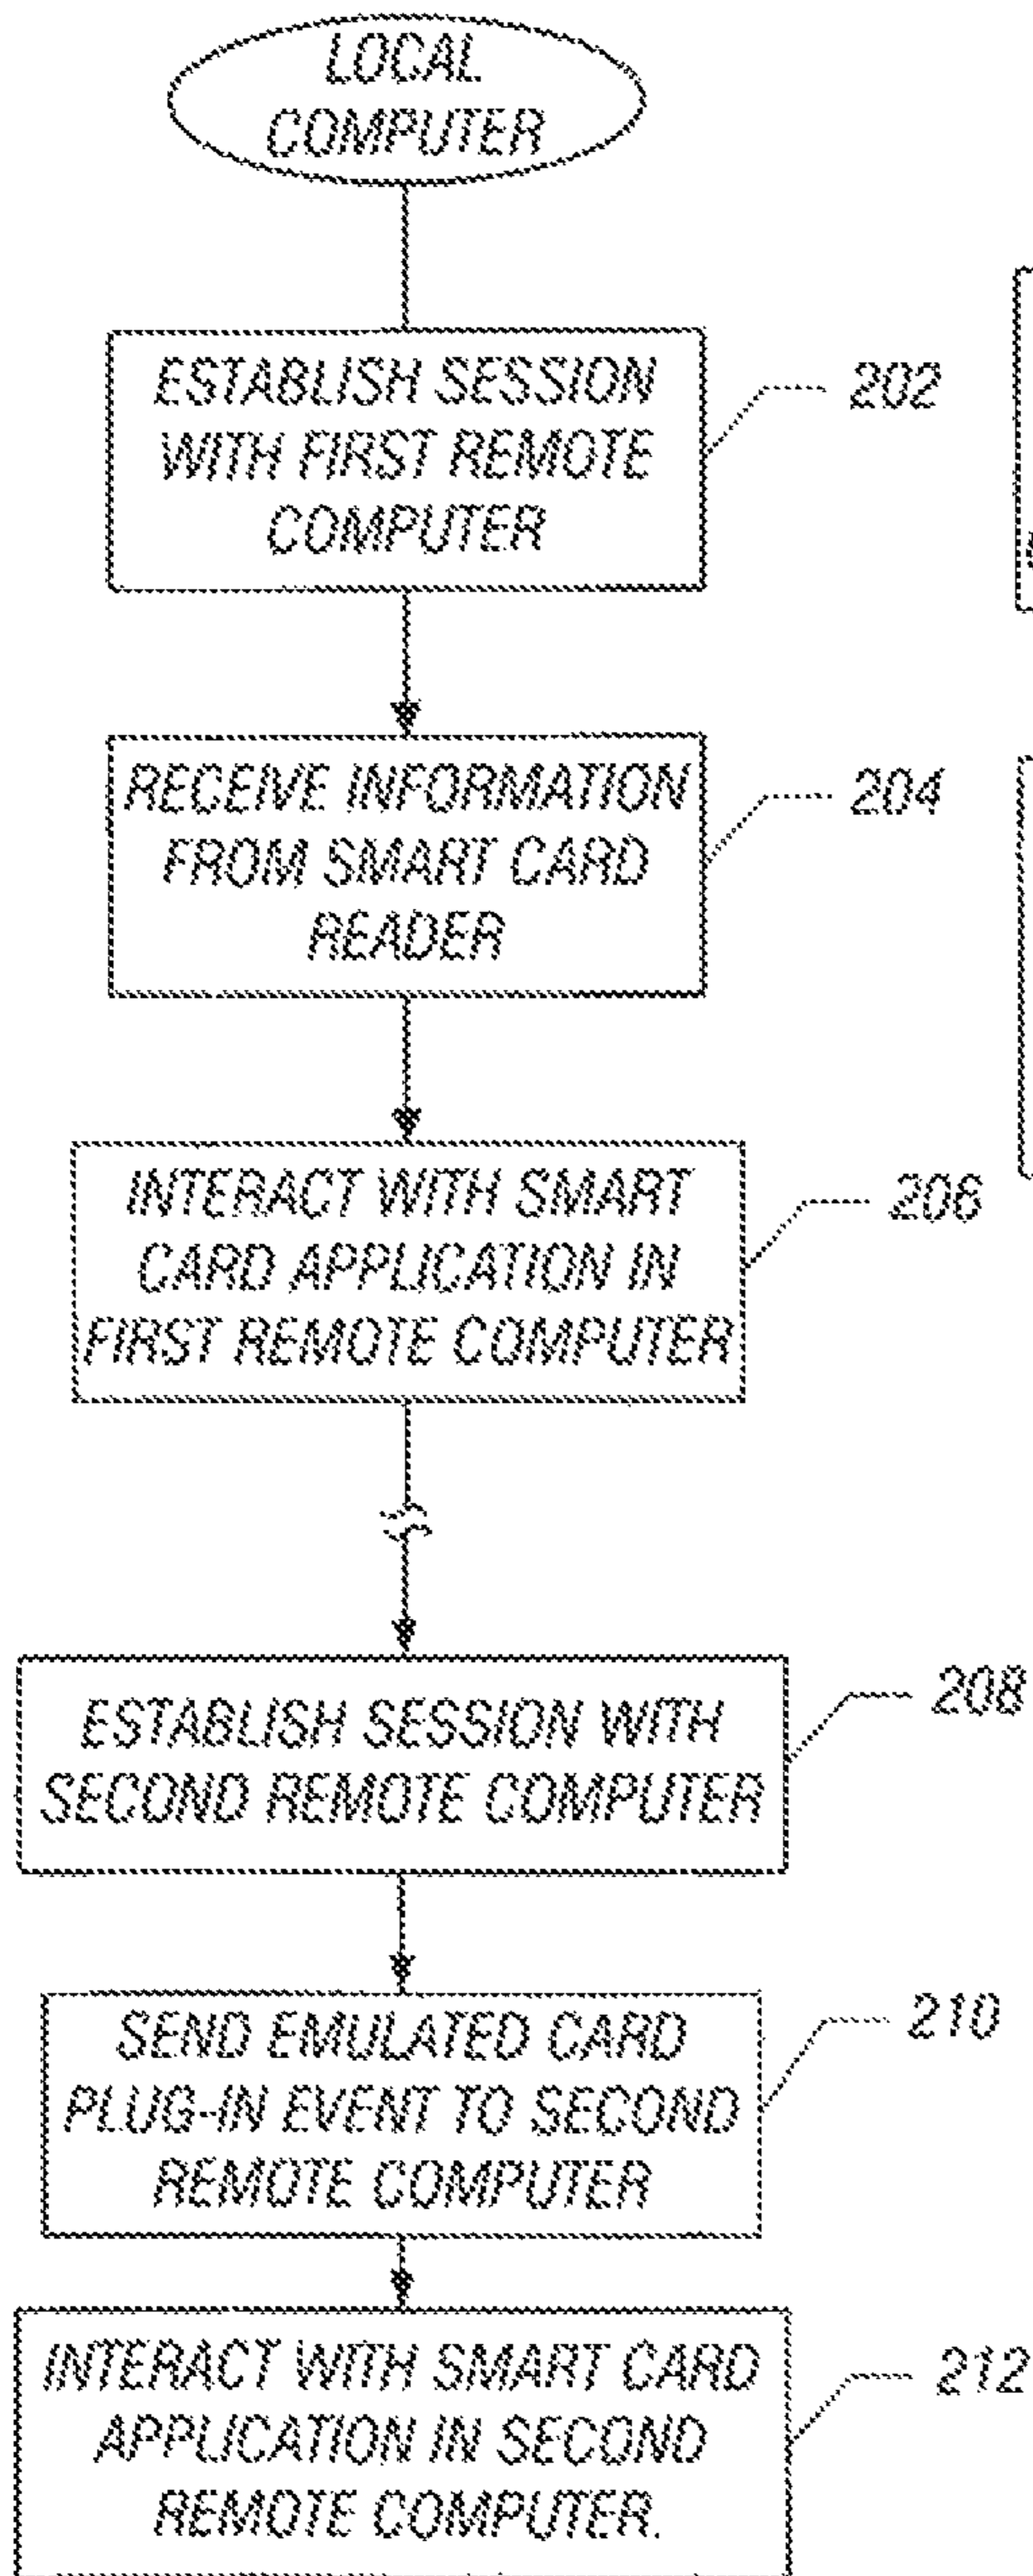 LOCAL
COMPUTER
ESTABLISH SESSION
WITH FIRST REMOTE
COMPUTER
202
RECEIVE INFORMATION
FROM SMART CARD
READER
204
INTERACT WITH SMART
CARD APPLICATION IN
FIRST REMOTE COMPUTER
206
ESTABLISH SESSION WITH
SECOND REMOTE COMPUTER
208
SEND EMULATED CARD
PLUG-IN EVENT TO SECOND
REMOTE COMPUTER
210
INTERACT WITH SMART CARD
APPLICATION IN SECOND
REMOTE COMPUTER.
212